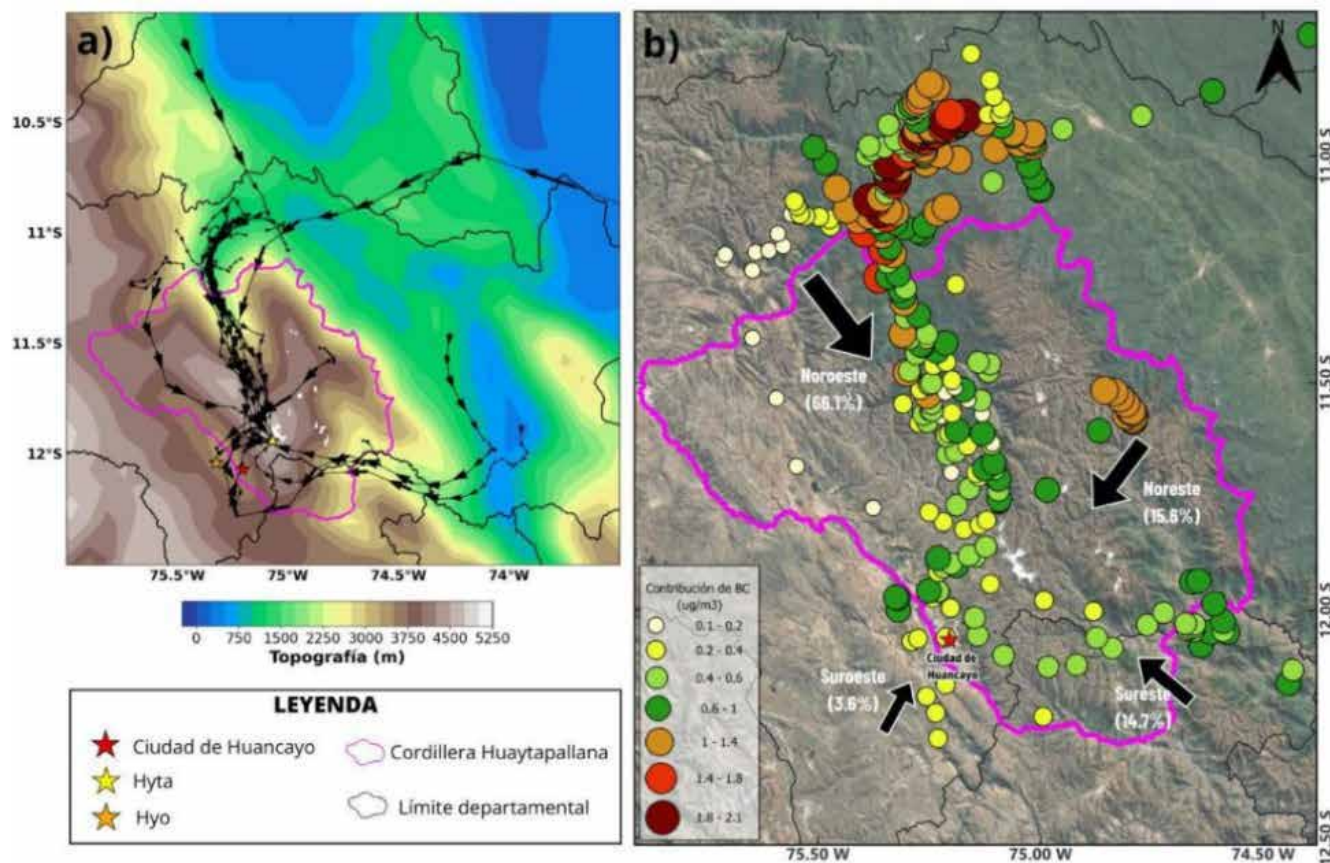 a)
10.5°S
11°S
11.5°S
12°S
75.5°W
75°W
74.5°W
74°W
0 750 1500 2250 3000 3750 4500 5250
Topografía (m)
LEYENDA
Ciudad de Huancayo
Hyta
Hyo
Cordillera Huaytapallana
Límite departamental
b)
N
Noroeste
(66.1%)
Noreste
(15.6%)
Suroeste
(3.6%)
Sureste
(14.7%)
Ciudad de
Huancayo
Contribución de BC
(ug/m3)
0.1 - 0.2
0.2 - 0.4
0.4 - 0.6
0.6 - 1
1 - 1.4
1.4 - 1.8
1.8 - 2.1
11.00 S
11.50 S
12.00 S
12.50 S
75.50 W
75.00 W
74.50 W